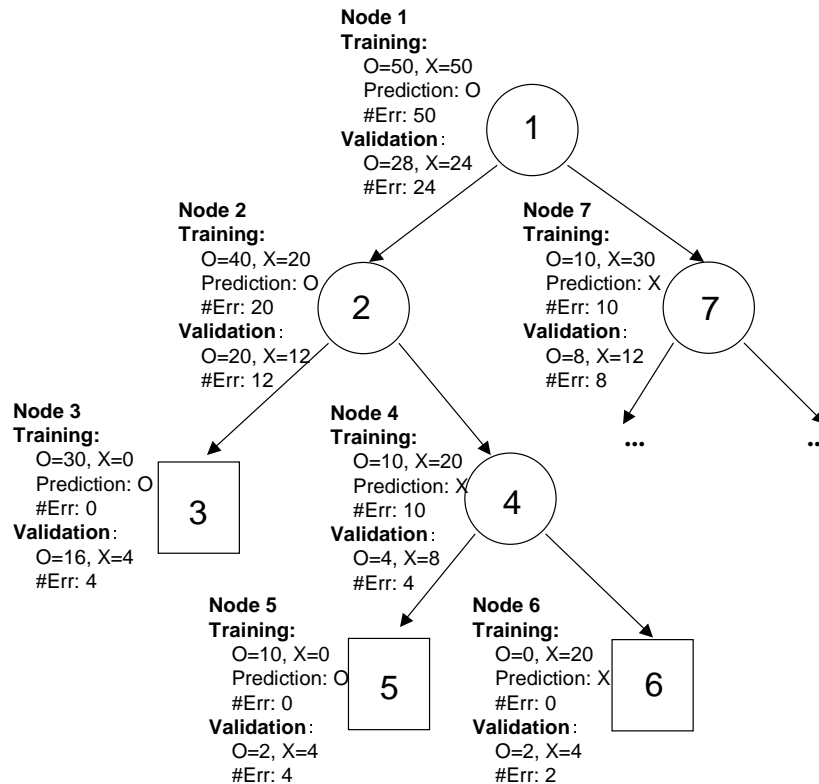 Node 1
Training:
O=50, X=50
Prediction: O
#Err: 50
Validation:
O=28, X=24
#Err: 24
1
Node 2
Training:
O=40, X=20
Prediction: O
#Err: 20
Validation:
O=20, X=12
#Err: 12
2
Node 7
Training:
O=10, X=30
Prediction: X
#Err: 10
Validation:
O=8, X=12
#Err: 8
7
...
...
Node 3
Training:
O=30, X=0
Prediction: O
#Err: 0
Validation:
O=16, X=4
#Err: 4
3
Node 4
Training:
O=10, X=20
Prediction: X
#Err: 10
Validation:
O=4, X=8
#Err: 4
4
Node 5
Training:
O=10, X=0
Prediction: O
#Err: 0
Validation:
O=2, X=4
#Err: 4
5
Node 6
Training:
O=0, X=20
Prediction: X
#Err: 0
Validation:
O=2, X=4
#Err: 2
6